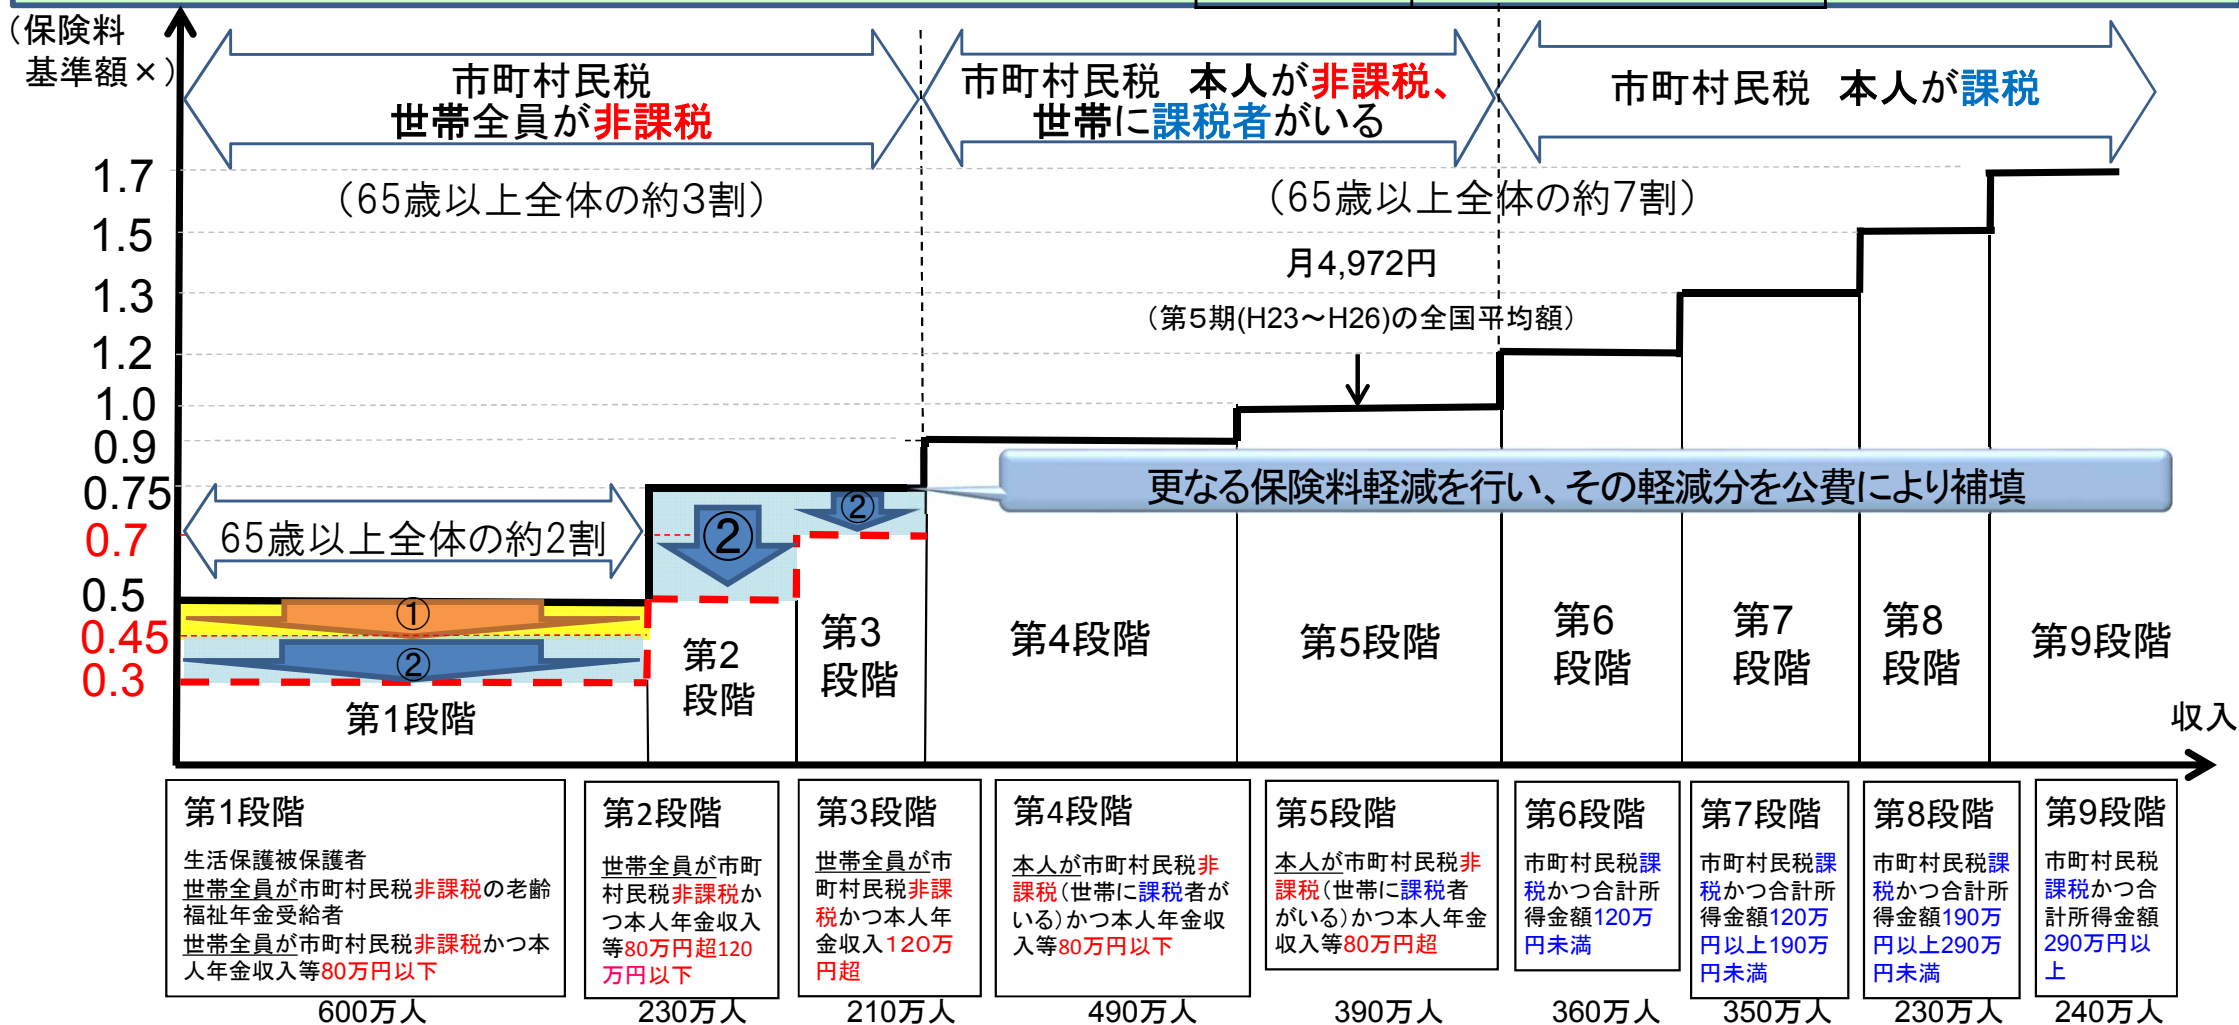 （保険料
基準額×）
市町村民税
世帯全員が非課税
市町村民税　本人が非課税、
世帯に課税者がいる
市町村民税　本人が課税
（65歳以上全体の約3割）
（65歳以上全体の約7割）
1.7
1.5
1.3
1.2
1.0
0.9
0.75
0.7
0.5
0.45
0.3
月4,972円
（第５期(H23～H26)の全国平均額）
更なる保険料軽減を行い、その軽減分を公費により補填
65歳以上全体の約2割
②
②
①
②
第1段階
第2
段階
第3
段階
第4段階
第5段階
第6
段階
第7
段階
第8
段階
第9段階
収入
第1段階
生活保護被保護者
世帯全員が市町村民税非課税の老齢
福祉年金受給者
世帯全員が市町村民税非課税かつ本
人年金収入等80万円以下
600万人
第2段階
世帯全員が市町
村民税非課税か
つ本人年金収入
等80万円超120
万円以下
230万人
第3段階
世帯全員が市
町村民税非課
税かつ本人年
金収入１２０万
円超
210万人
第4段階
本人が市町村民税非
課税（世帯に課税者が
いる）かつ本人年金収
入等80万円以下
490万人
第5段階
本人が市町村民税非
課税（世帯に課税者
がいる）かつ本人年金
収入等80万円超
390万人
第6段階
市町村民税課
税かつ合計所
得金額120万
円未満
360万人
第7段階
市町村民税課
税かつ合計所
得金額120万
円以上190万
円未満
350万人
第8段階
市町村民税課
税かつ合計所
得金額190万
円以上290万
円未満
230万人
第9段階
市町村民税
課税かつ合
計所得金額
290万円以
上
240万人